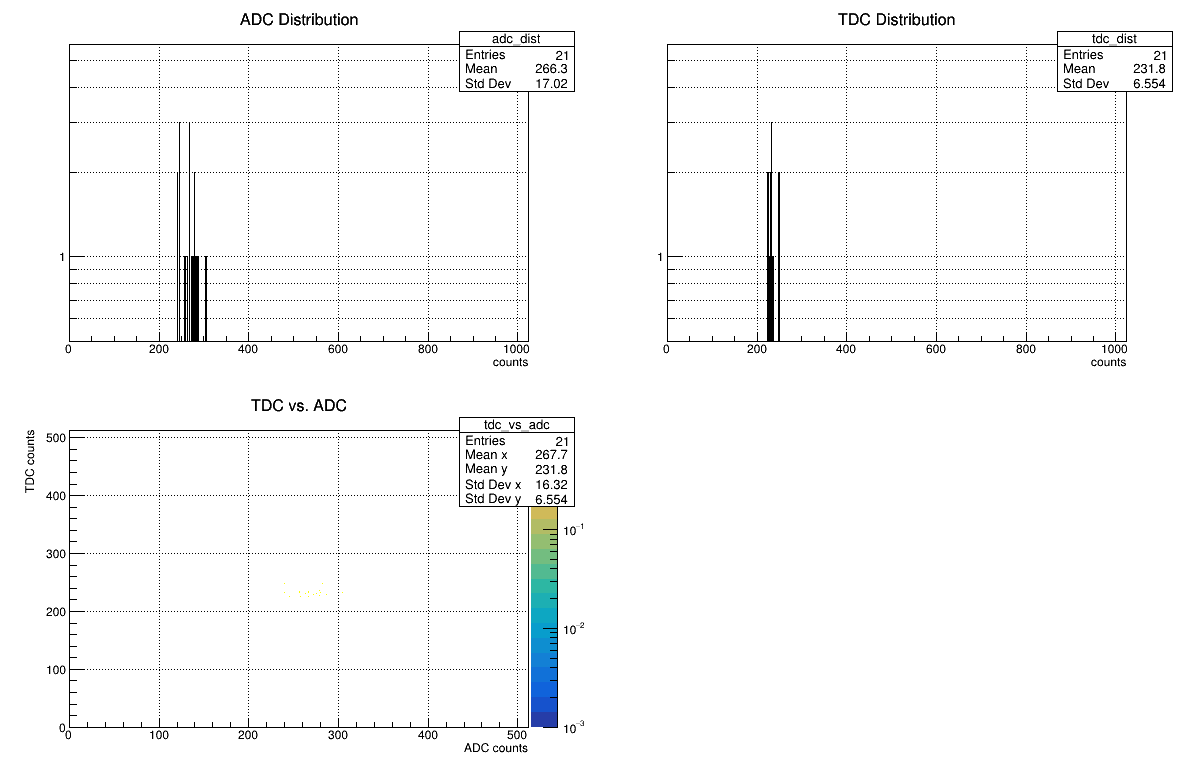 ADC Distribution
adc_dist
Entries 21
Mean 266.3
Std Dev 17.02
1
0 200 400 600 800 1000
counts
TDC Distribution
tdc_dist
Entries 21
Mean 231.8
Std Dev 6.554
1
0 200 400 600 800 1000
counts
TDC vs. ADC
tdc_vs_adc
Entries 21
Mean x 267.7
Mean y 231.8
Std Dev x 16.32
Std Dev y 6.554
TDC counts
500
400
300
200
100
0
0 100 200 300 400 500
ADC counts
10⁻¹
10⁻²
10⁻³